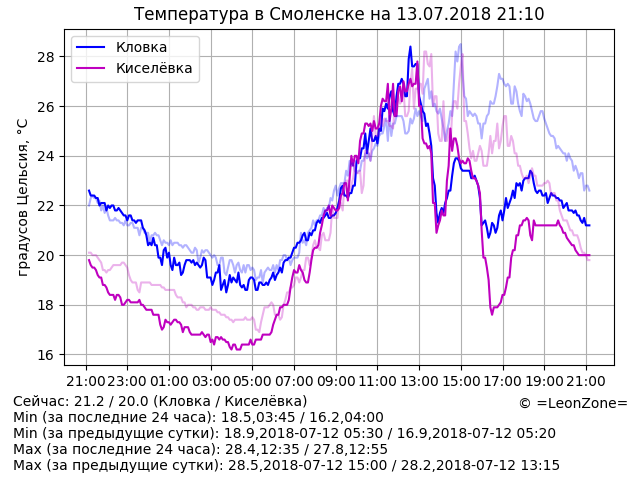 Температура в Смоленске на 13.07.2018 21:10
Кловка
Киселёвка
градусов Цельсия, °C
28
26
24
22
20
18
16
21:00 23:00 01:00 03:00 05:00 07:00 09:00 11:00 13:00 15:00 17:00 19:00 21:00
Сейчас: 21.2 / 20.0 (Кловка / Киселёвка)
© =LeonZone=
Min (за последние 24 часа): 18.5,03:45 / 16.2,04:00
Min (за предыдущие сутки): 18.9,2018-07-12 05:30 / 16.9,2018-07-12 05:20
Max (за последние 24 часа): 28.4,12:35 / 27.8,12:55
Max (за предыдущие сутки): 28.5,2018-07-12 15:00 / 28.2,2018-07-12 13:15